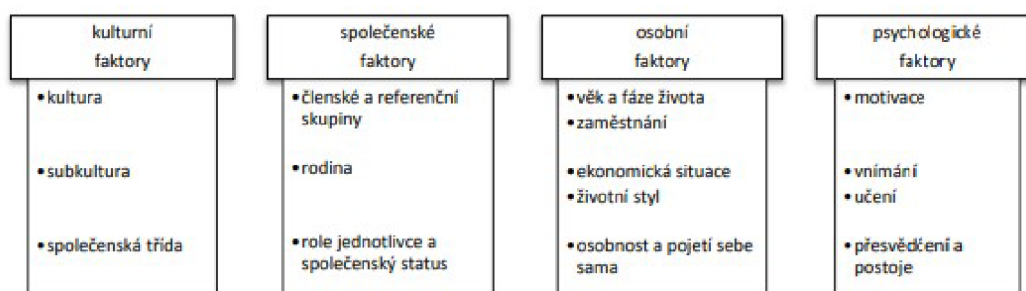 kulturní
faktory
• kultura
• subkultura
• společenská třída
společenské
faktory
• členské a referenční
skupiny
• rodina
• role jednotlivce a
společenský status
osobní
faktory
• věk a fáze života
• zaměstnání
• ekonomická situace
• životní styl
• osobnost a pojetí sebe
sama
psychologické
faktory
• motivace
• vnímání
• učení
• přesvědčení a
postoje